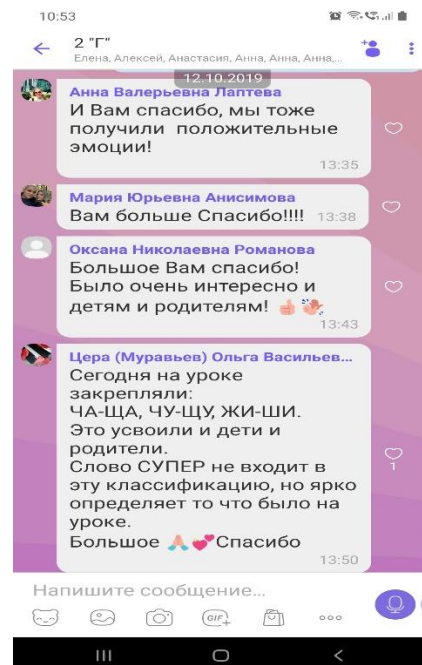 10:53
2 "Г"
Елена, Алексей, Анастасия, Анна, Анна, Анна,...
12.10.2019
Анна Валерьевна Лаптева
И Вам спасибо, мы тоже
получили положительные
эмоции!
13:35
Мария Юрьевна Анисимова
Вам больше Спасибо!!!! 13:38
Оксана Николаевна Романова
Большое Вам спасибо!
Было очень интересно и
детям и родителям! 👍👏
13:43
Цера (Муравьев) Ольга Васильев...
Сегодня на уроке
закрепляли:
ЧА-ЩА, ЧУ-ЩУ, ЖИ-ШИ.
Это усвоили и дети и
родители.
Слово СУПЕР не входит в
эту классификацию, но ярко
определяет то что было на
уроке.
Большое 🙏💕Спасибо
13:50
1
Напишите сообщение...
GIF